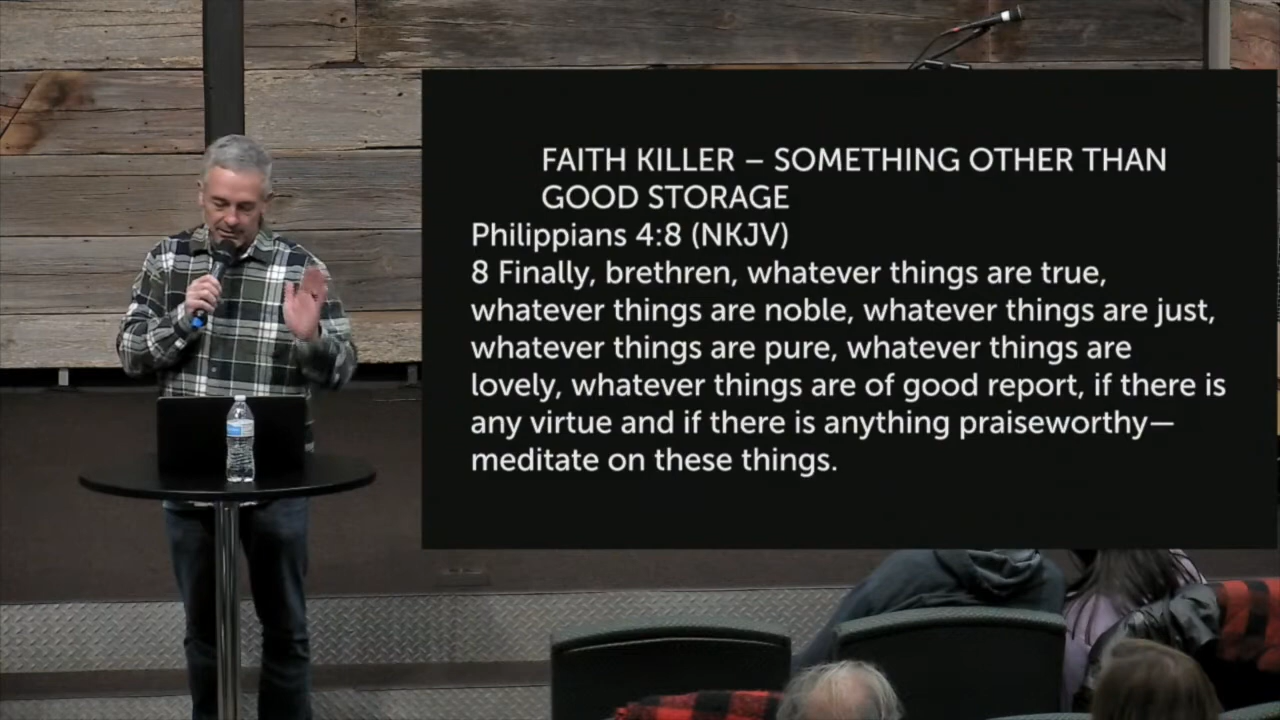 FAITH KILLER – SOMETHING OTHER THAN
GOOD STORAGE
Philippians 4:8 (NKJV)
8 Finally, brethren, whatever things are true,
whatever things are noble, whatever things are just,
whatever things are pure, whatever things are
lovely, whatever things are of good report, if there is
any virtue and if there is anything praiseworthy—
meditate on these things.